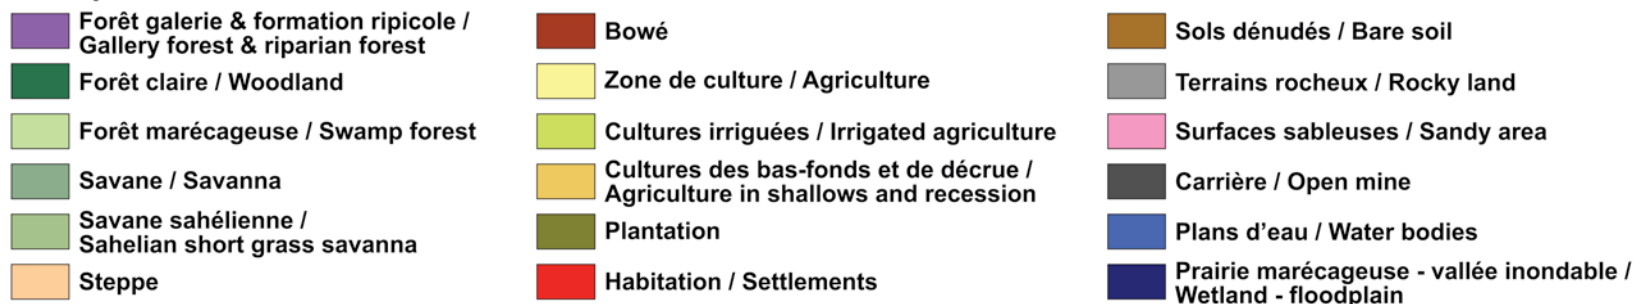 Forêt galerie & formation ripicole /
Gallery forest & riparian forest
Forêt claire / Woodland
Forêt marécageuse / Swamp forest
Savane / Savanna
Savane sahélienne /
Sahelian short grass savanna
Steppe
Bowé
Zone de culture / Agriculture
Cultures irriguées / Irrigated agriculture
Cultures des bas-fonds et de décrue /
Agriculture in shallows and recession
Plantation
Habitation / Settlements
Sols dénudés / Bare soil
Terrains rocheux / Rocky land
Surfaces sableuses / Sandy area
Carrière / Open mine
Plans d’eau / Water bodies
Prairie marécageuse - vallée inondable /
Wetland - floodplain